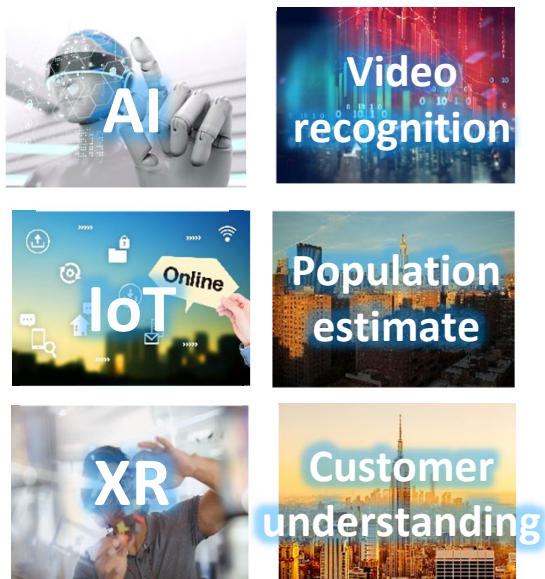 AI
Video
recognition
Online
IoT
Population
estimate
XR
Customer
understanding